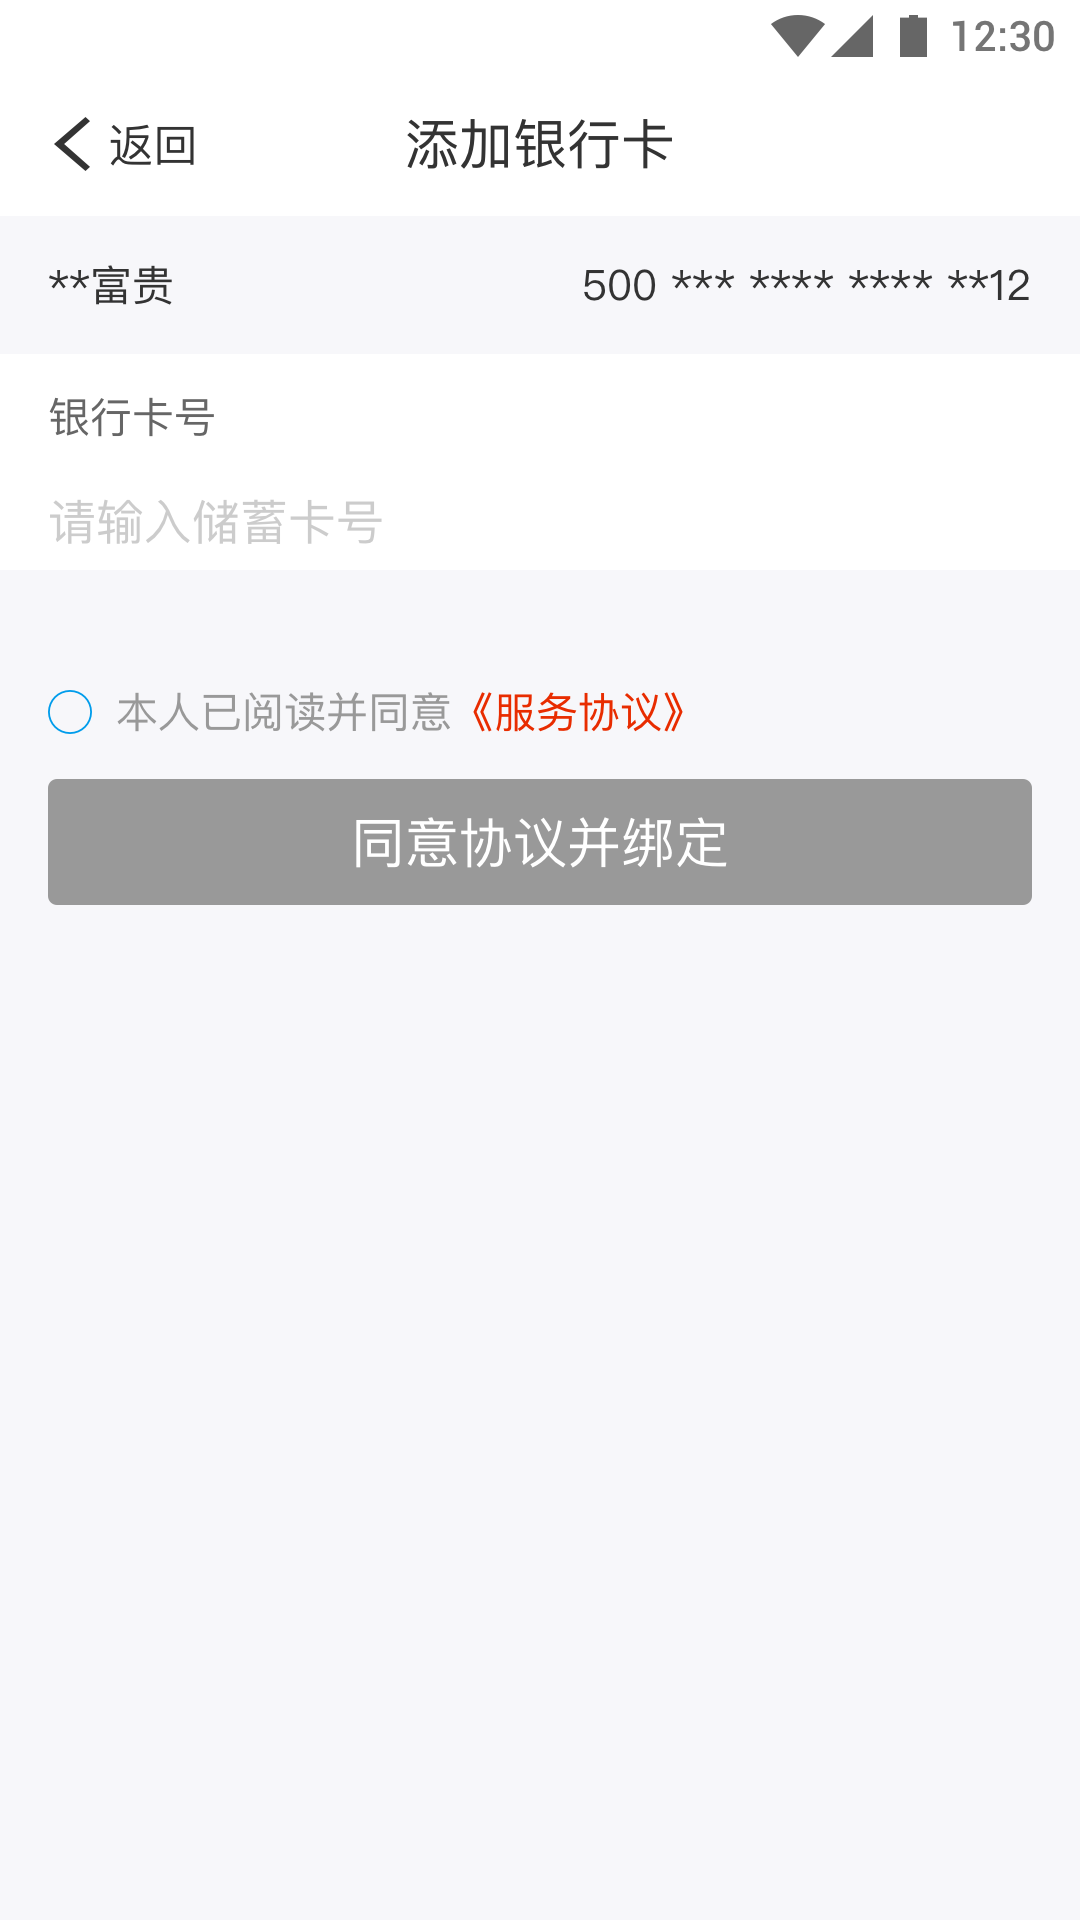 12:30
返回 添加银行卡
**富贵 500 *** **** **** **12
银行卡号
请输入储蓄卡号
本人已阅读并同意《服务协议》
同意协议并绑定